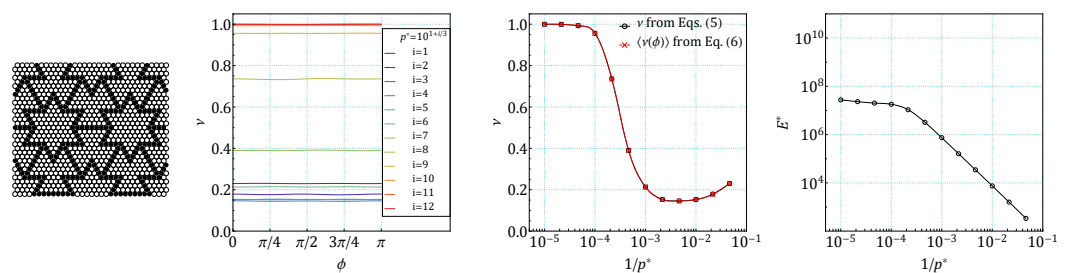 1.0
0.8
0.6
0.4
0.2
0.0
ν
0
π/4
π/2
3π/4
π
ϕ
p*=10^{1+i/3}
i=1
i=2
i=3
i=4
i=5
i=6
i=7
i=8
i=9
i=10
i=11
i=12
1.0
0.8
0.6
0.4
0.2
0.0
ν
ν from Eqs. (5)
⟨ν(ϕ)⟩ from Eq. (6)
10^{−5}
10^{−4}
10^{−3}
10^{−2}
10^{−1}
1/p*
10^{10}
10^{8}
10^{6}
10^{4}
E*
10^{−5}
10^{−4}
10^{−3}
10^{−2}
10^{−1}
1/p*